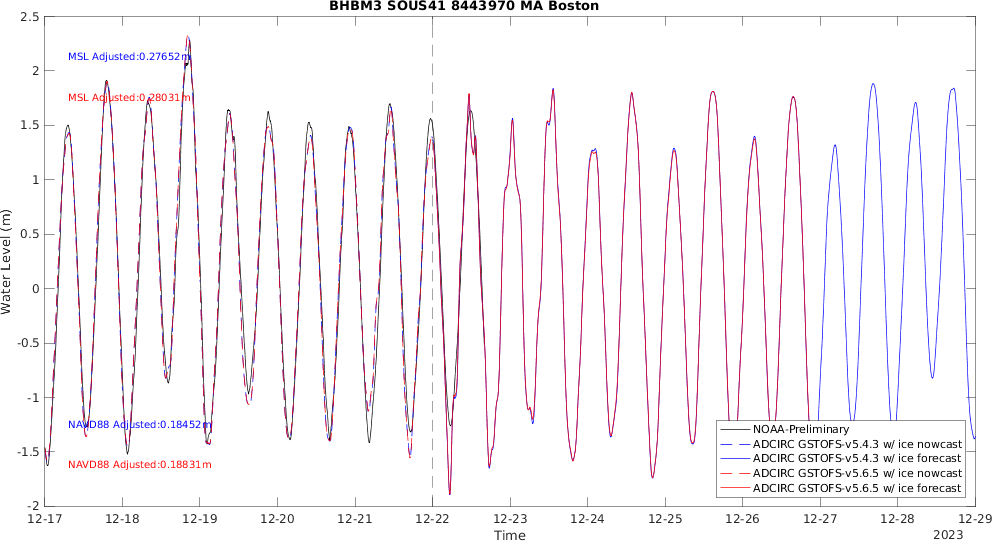 BHBM3 SOUS41 8443970 MA Boston
2.5
2
1.5
1
0.5
0
-0.5
-1
-1.5
-2
Water Level (m)
MSL Adjusted:0.27652m
MSL Adjusted:0.28031m
NAVD88 Adjusted:0.18452m
NAVD88 Adjusted:0.18831m
NOAA-Preliminary
ADCIRC GSTOFS-v5.4.3 w/ ice nowcast
ADCIRC GSTOFS-v5.4.3 w/ ice forecast
ADCIRC GSTOFS-v5.6.5 w/ ice nowcast
ADCIRC GSTOFS-v5.6.5 w/ ice forecast
12-17 12-18 12-19 12-20 12-21 12-22 12-23 12-24 12-25 12-26 12-27 12-28 12-29
Time
2023